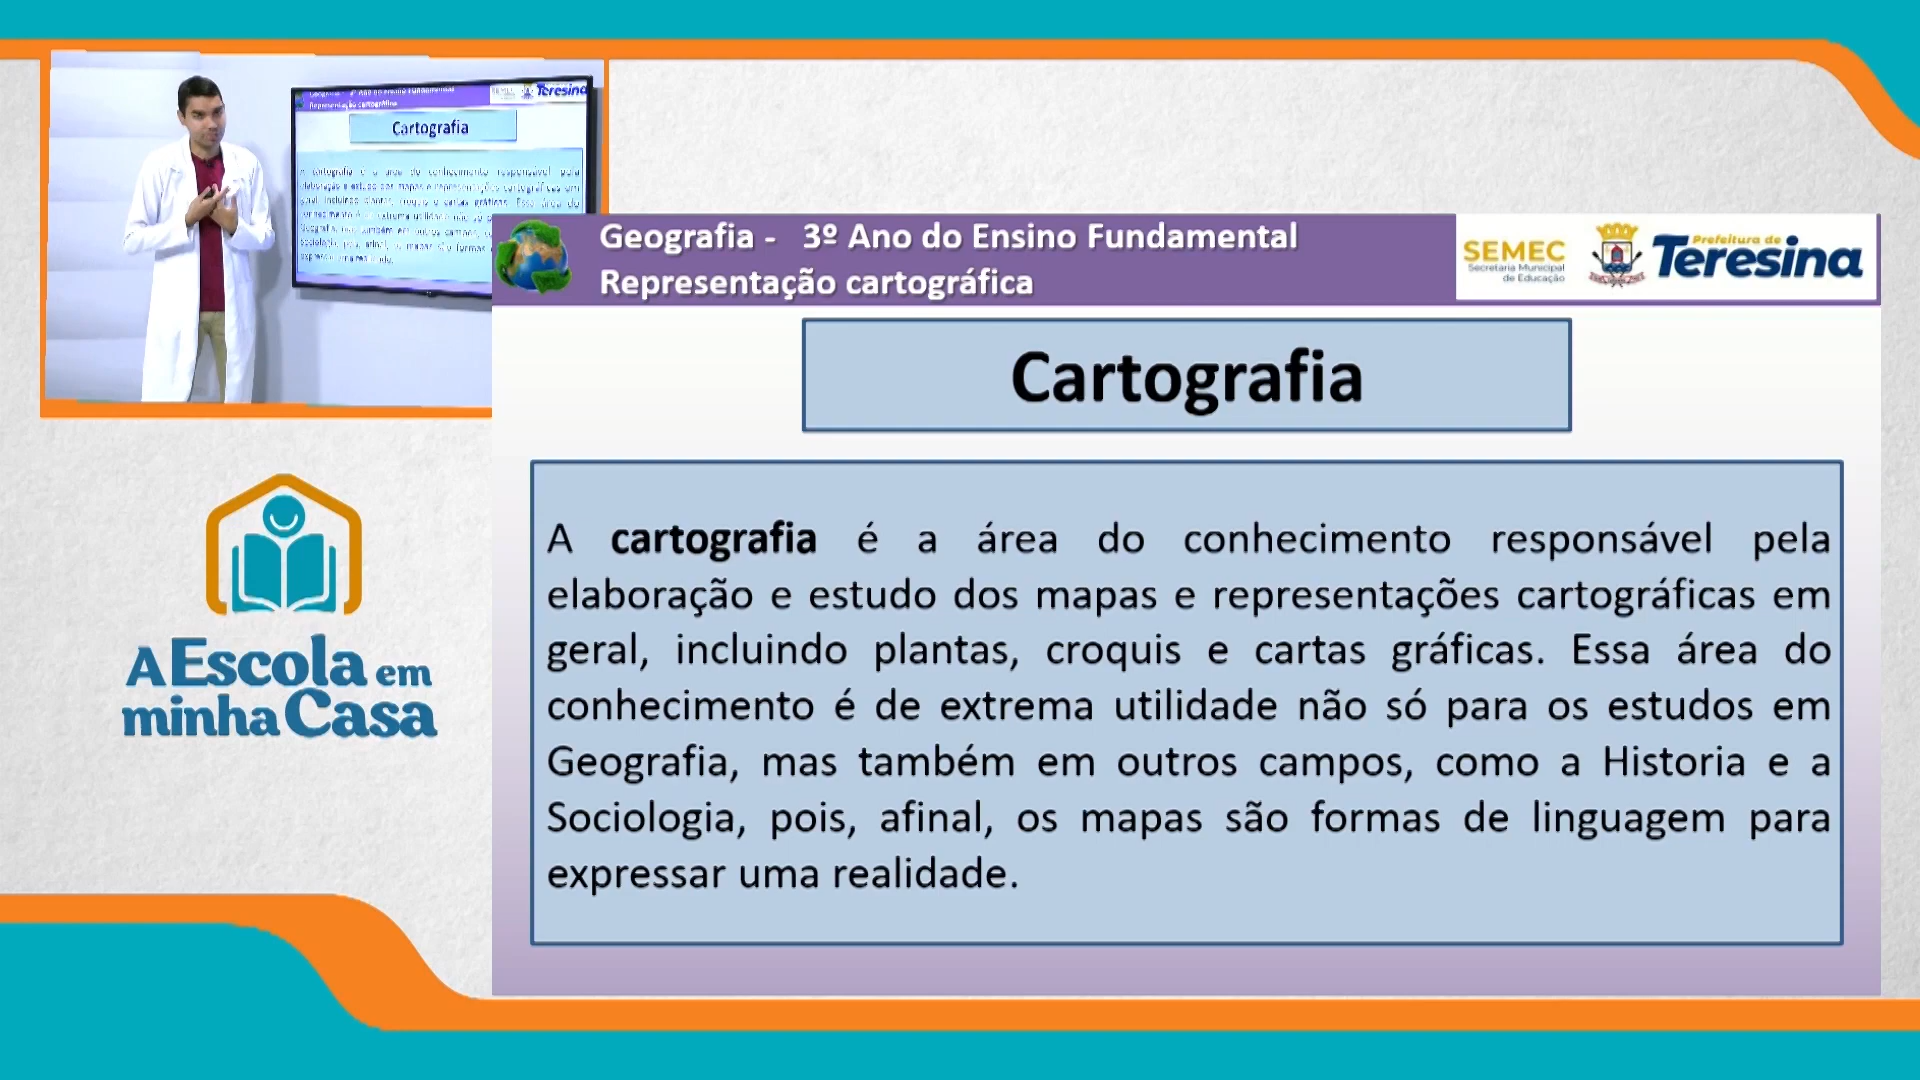 Geografia - 3º Ano do Ensino Fundamental
Representação cartográfica
SEMEC
Secretaria Municipal
de Educação
Prefeitura de
Teresina
Cartografia
A cartografia é a área do conhecimento responsável pela
elaboração e estudo dos mapas e representações cartográficas em
geral, incluindo plantas, croquis e cartas gráficas. Essa área do
conhecimento é de extrema utilidade não só para os estudos em
Geografia, mas também em outros campos, como a Historia e a
Sociologia, pois, afinal, os mapas são formas de linguagem para
expressar uma realidade.
A Escola em
minha Casa
Teresina
Representação cartográfica
Cartografia